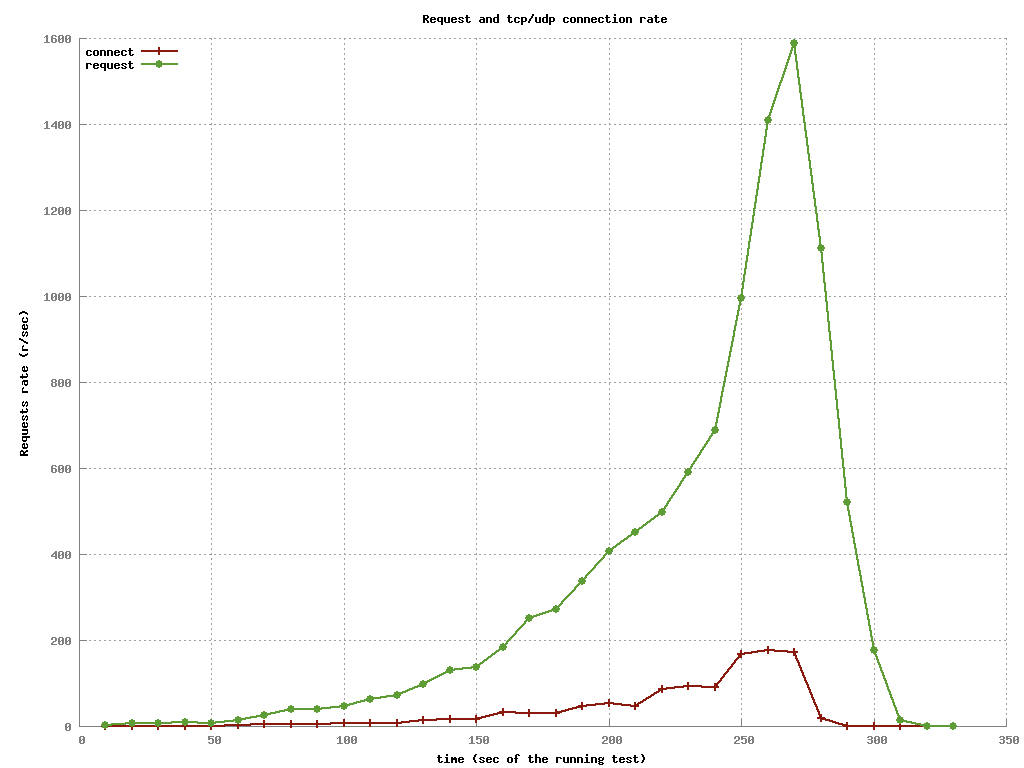 Request and tcp/udp connection rate
connect
request
1600
1400
1200
1000
800
600
400
200
0
Requests rate (r/sec)
0 50 100 150 200 250 300 350
time (sec of the running test)